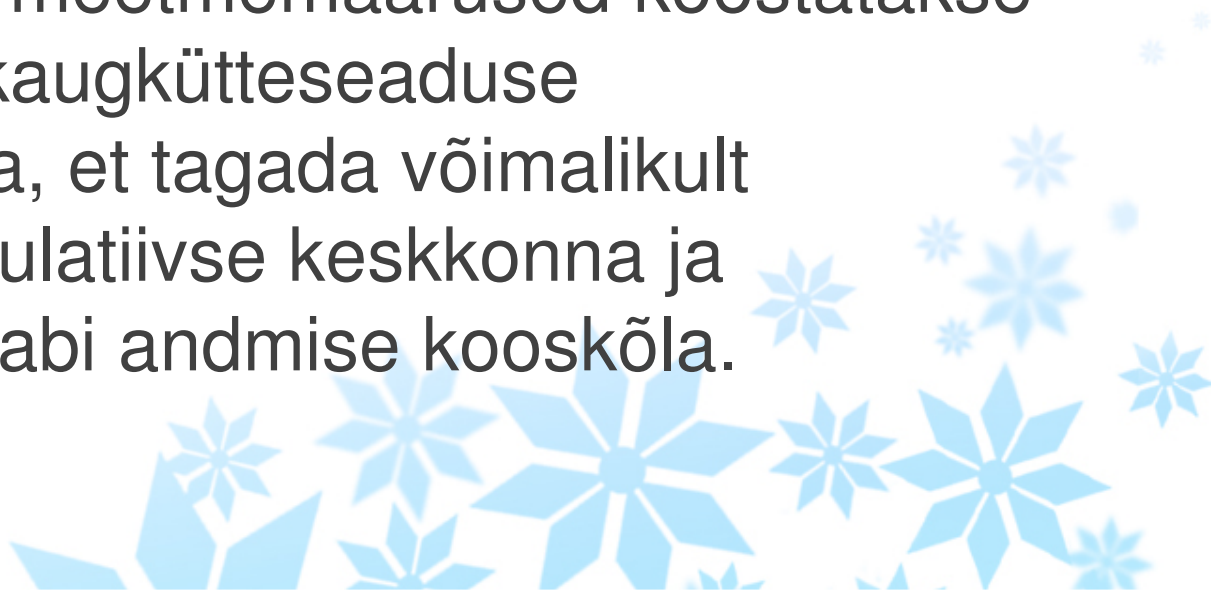 kaugkütteseaduse
a, et tagada võimalikult
ulatiivse keskkonna ja
abi andmise kooskõla.